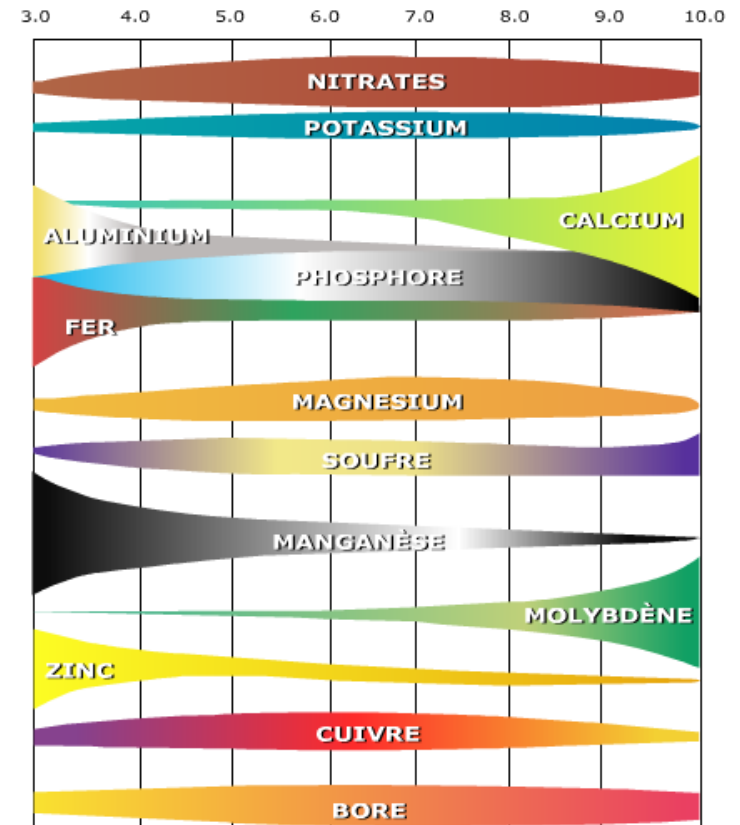 3.0 4.0 5.0 6.0 7.0 8.0 9.0 10.0
NITRATES
POTASSIUM
CALCIUM
ALUMINIUM
PHOSPHORE
FER
MAGNESIUM
SOUFRE
MANGANÈSE
MOLYBDÈNE
ZINC
CUIVRE
BORE